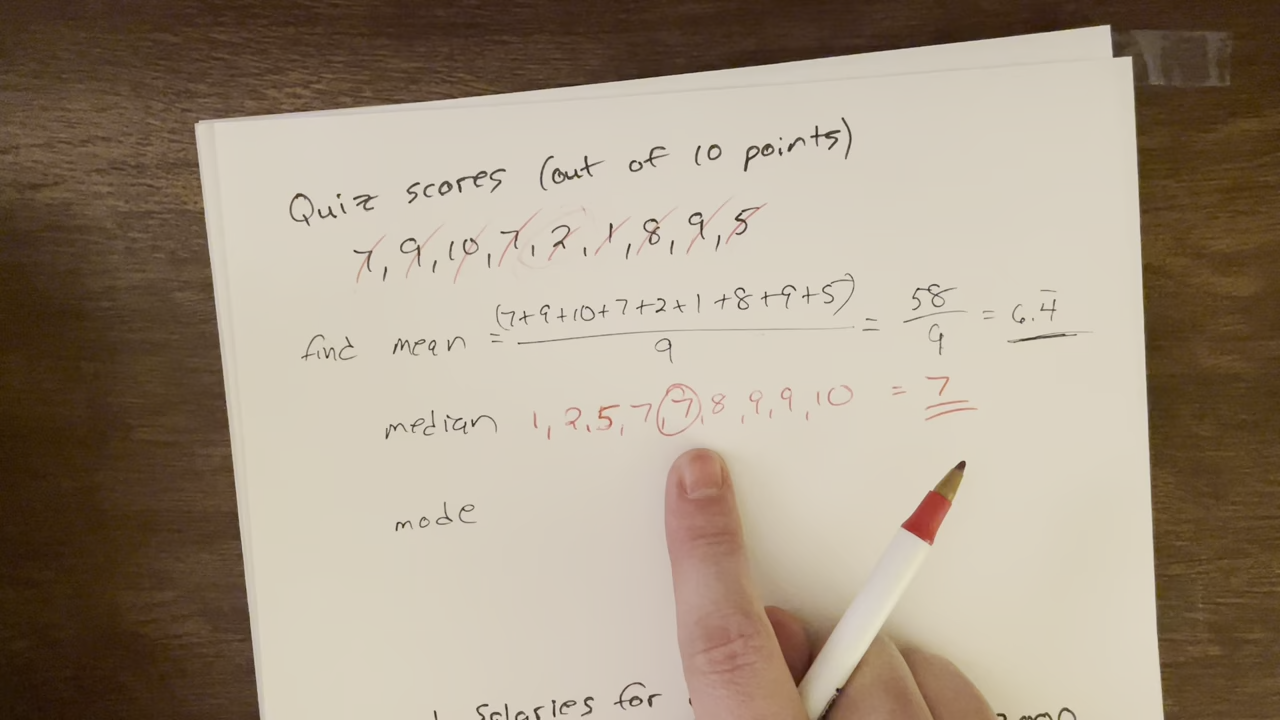 Quiz scores (out of 10 points)
7, 9, 10, 7, 2, 1, 8, 9, 5
find mean = (7+9+10+7+2+1+8+9+5) / 9 = 58 / 9 = 6.4̄
median 1, 2, 5, 7, 7, 8, 9, 9, 10 = 7
mode
salaries for